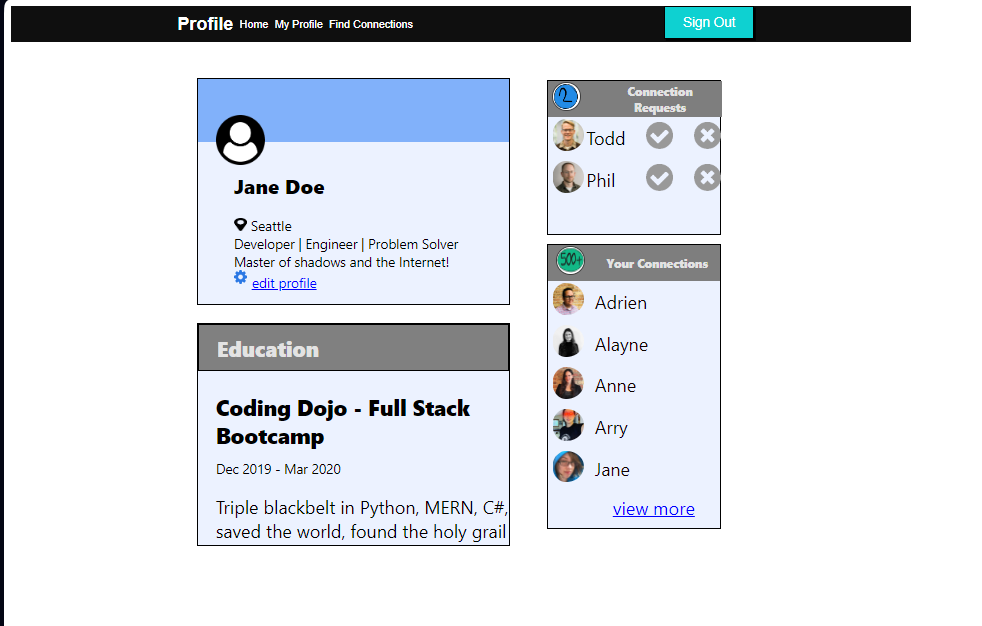 Profile Home My Profile Find Connections Sign Out
Jane Doe
Seattle
Developer | Engineer | Problem Solver
Master of shadows and the Internet!
edit profile
Education
Coding Dojo - Full Stack
Bootcamp
Dec 2019 - Mar 2020
Triple blackbelt in Python, MERN, C#,
saved the world, found the holy grail
2 Connection
Requests
Todd
Phil
500+ Your Connections
Adrien
Alayne
Anne
Arry
Jane
view more